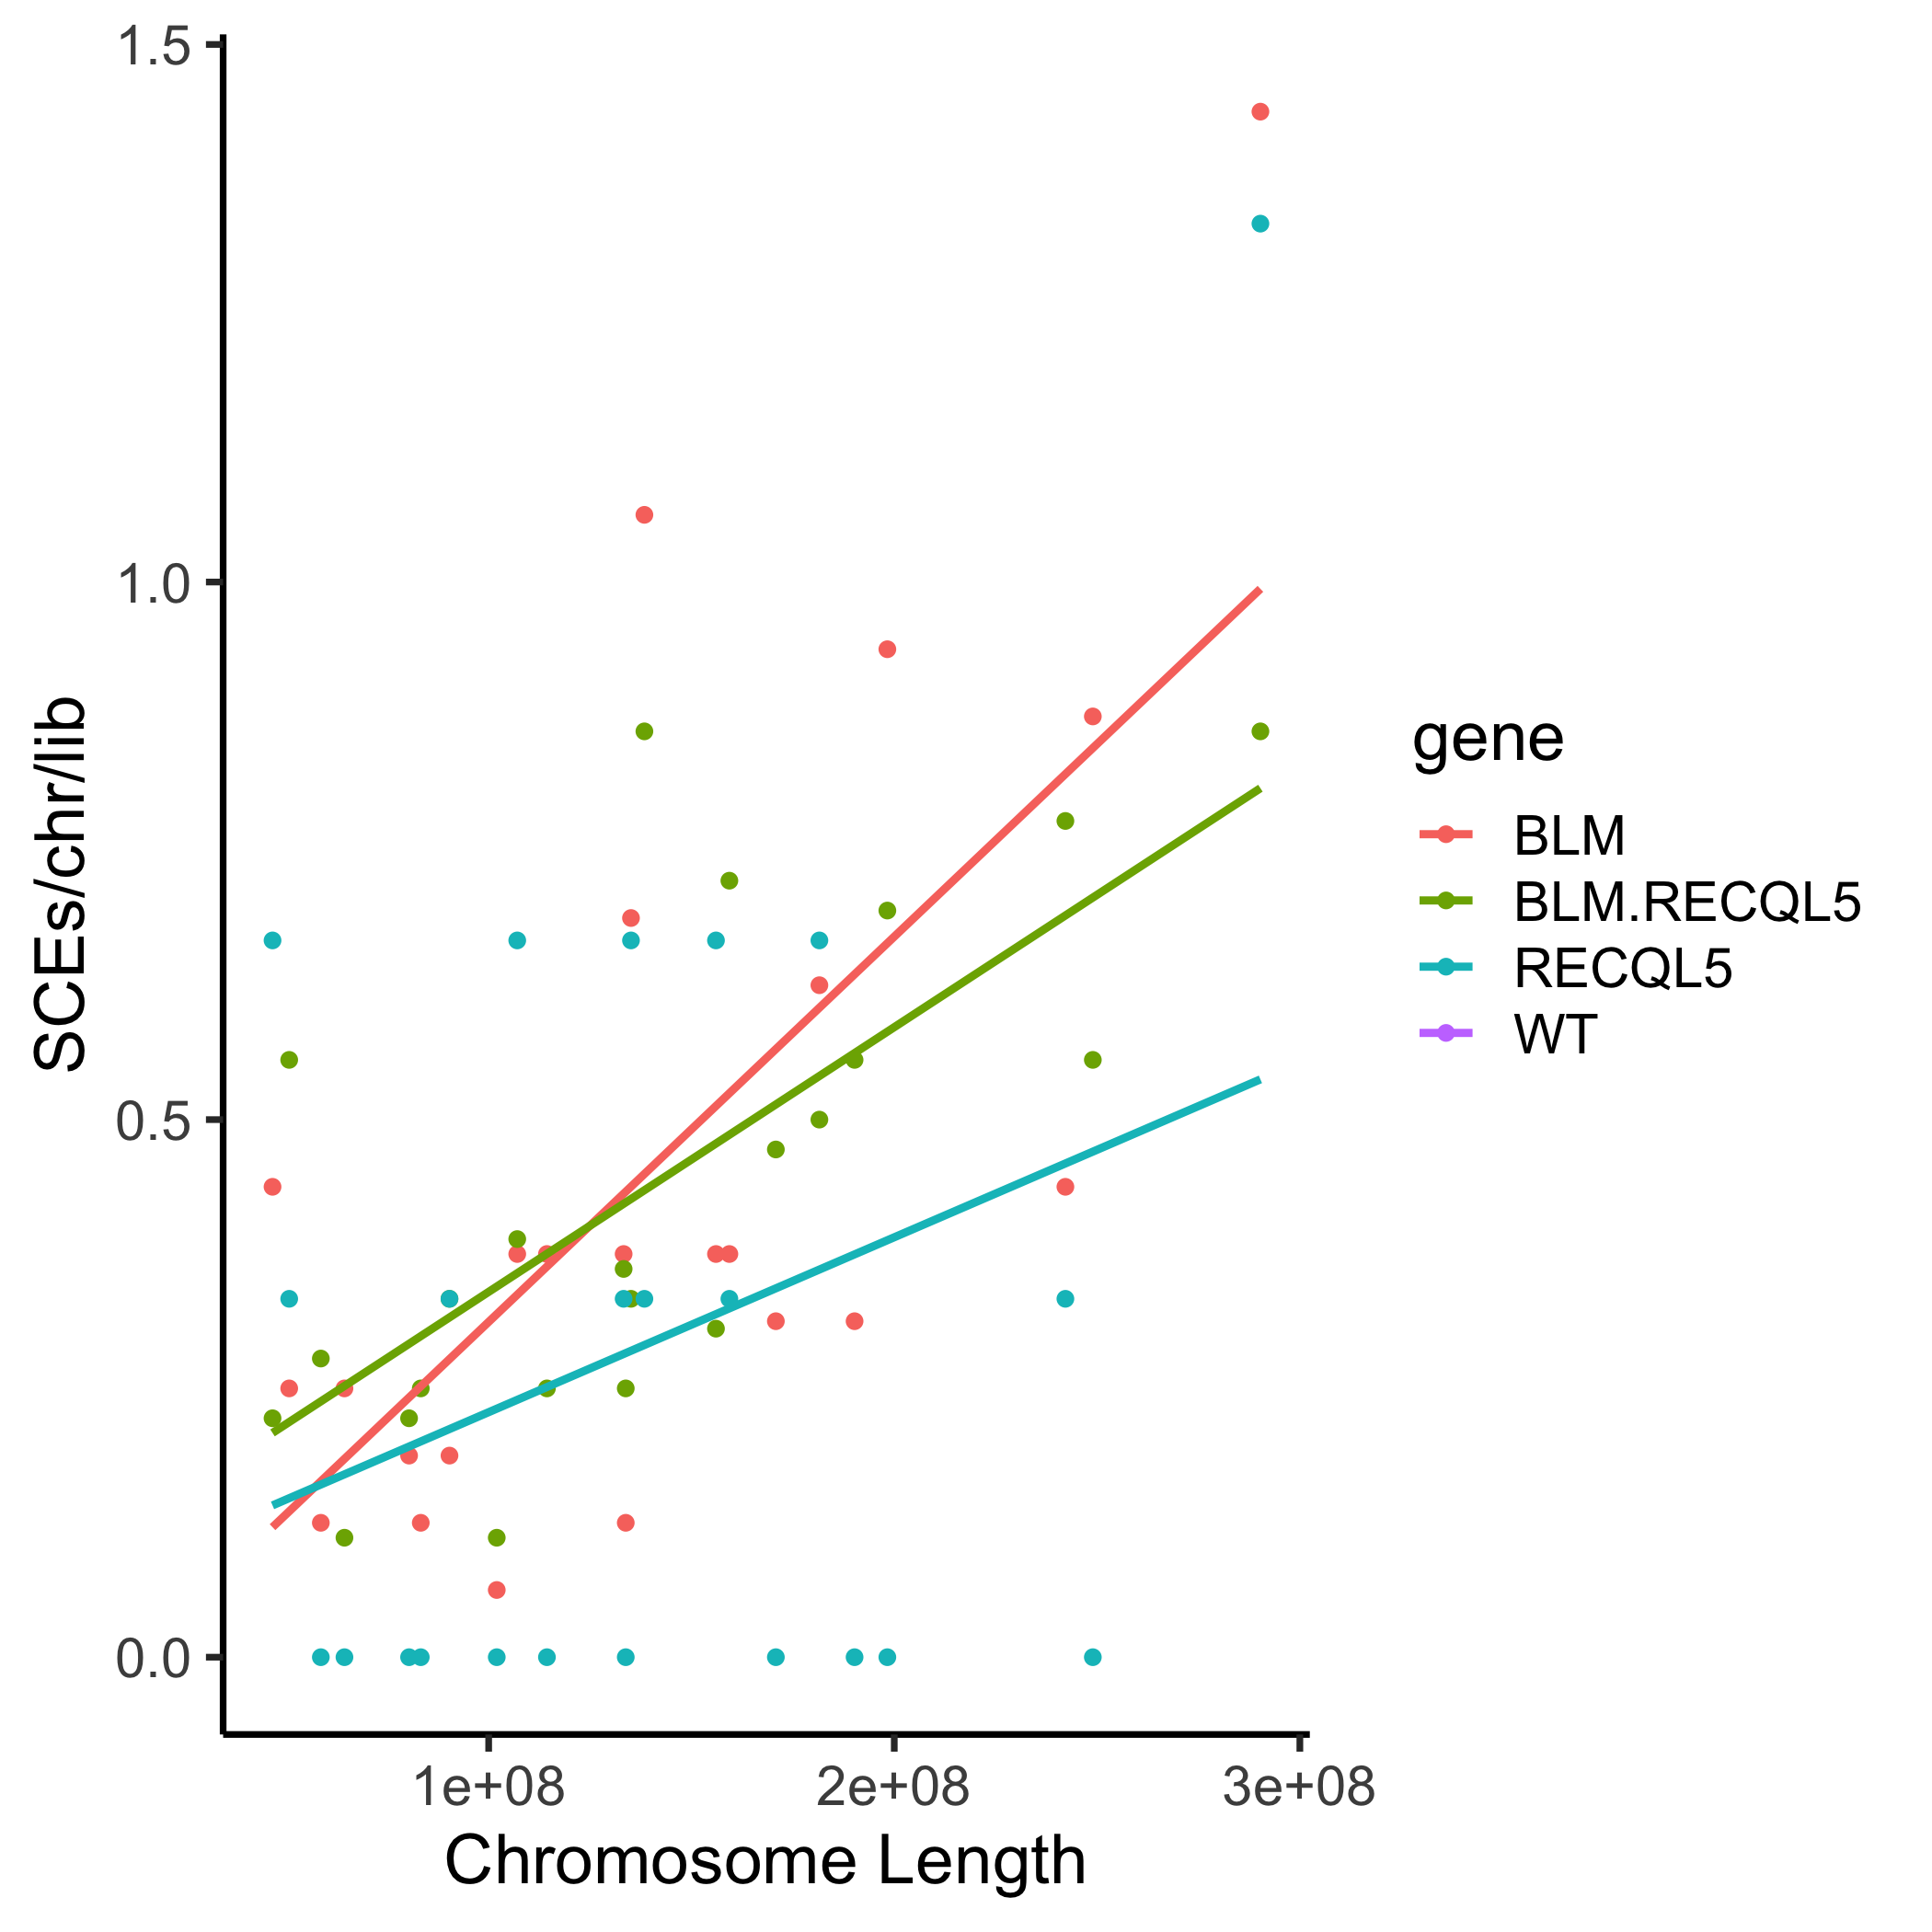 1.5
1.0
0.5
0.0
SCEs/chr/lib
1e+08 2e+08 3e+08
Chromosome Length
gene
BLM
BLM.RECQL5
RECQL5
WT